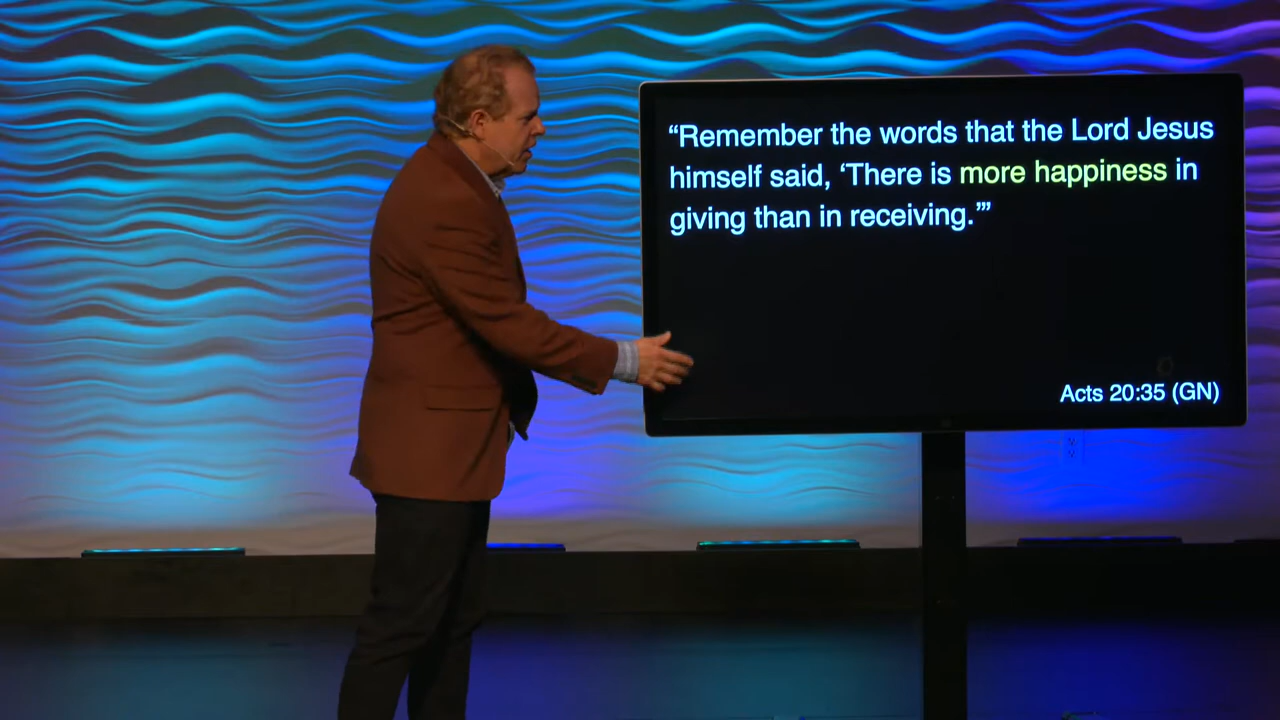 “Remember the words that the Lord Jesus
himself said, ‘There is more happiness in
giving than in receiving.’”
Acts 20:35 (GN)